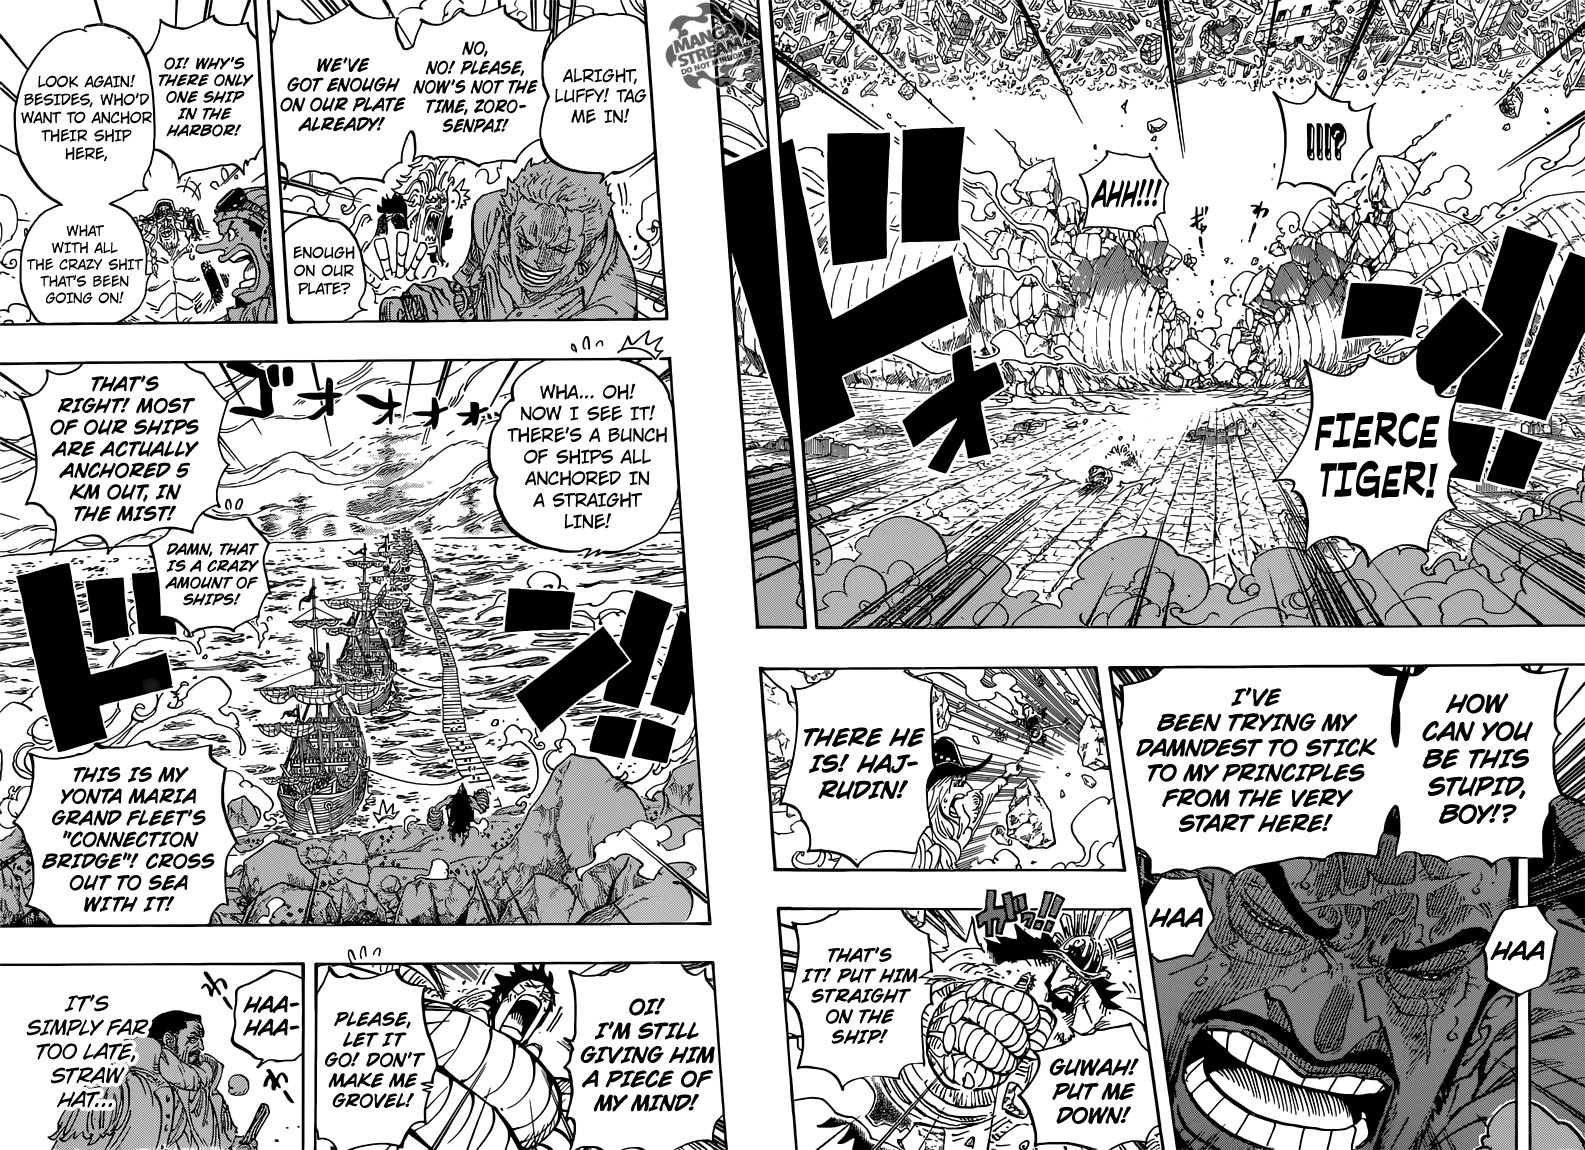 !!!?
AHH!!!
ぎゃ
わ
ドォン!!
FIERCE
TIGER!
HOW
CAN YOU
BE THIS
STUPID,
BOY!?
I'VE
BEEN TRYING MY
DAMNDEST TO STICK
TO MY PRINCIPLES
FROM THE VERY
START HERE!
HAA
HAA
THERE HE
IS! HAJ-
RUDIN!
ガッ!!
THAT'S
IT! PUT HIM
STRAIGHT
ON THE
SHIP!
GUWAH!
PUT ME
DOWN!
MANGA
STREAM
DO NOT MIRROR
ALRIGHT,
LUFFY! TAG
ME IN!
NO,
NO! PLEASE,
NOW'S NOT THE
TIME, ZORO-
SENPAI!
WE'VE
GOT ENOUGH
ON OUR PLATE
ALREADY!
ENOUGH
ON OUR
PLATE?
OI! WHY'S
THERE ONLY
ONE SHIP
IN THE
HARBOR!
LOOK AGAIN!
BESIDES, WHO'D
WANT TO ANCHOR
THEIR SHIP
HERE,
WHAT
WITH ALL
THE CRAZY SHIT
THAT'S BEEN
GOING ON!
WHA... OH!
NOW I SEE IT!
THERE'S A BUNCH
OF SHIPS ALL
ANCHORED IN
A STRAIGHT
LINE!
THAT'S
RIGHT! MOST
OF OUR SHIPS
ARE ACTUALLY
ANCHORED 5
KM OUT, IN
THE MIST!
DAMN, THAT
IS A CRAZY
AMOUNT OF
SHIPS!
ドン!!
THIS IS MY
YONTA MARIA
GRAND FLEET'S
"CONNECTION
BRIDGE"! CROSS
OUT TO SEA
WITH IT!
OI!
I'M STILL
GIVING HIM
A PIECE OF
MY MIND!
PLEASE,
LET IT
GO! DON'T
MAKE ME
GROVEL!
HAA-
HAA-
IT'S
SIMPLY FAR
TOO LATE,
STRAW
HAT...